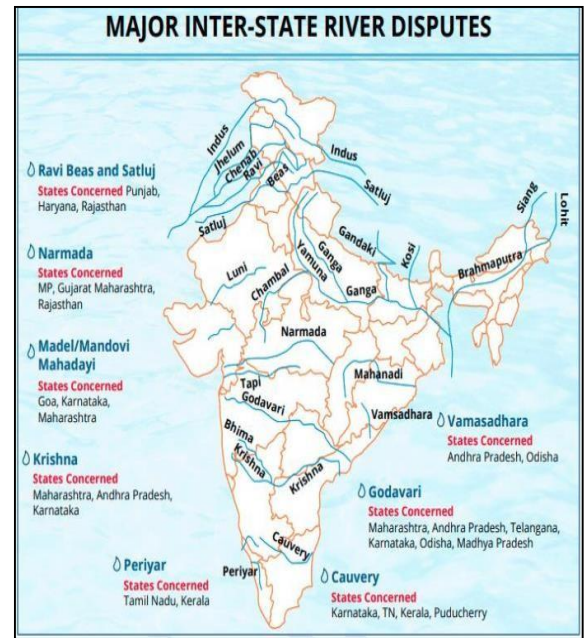 MAJOR INTER-STATE RIVER DISPUTES
Ravi Beas and Satluj
States Concerned Punjab,
Haryana, Rajasthan
Narmada
States Concerned
MP, Gujarat Maharashtra,
Rajasthan
Madel/Mandovi
Mahadayi
States Concerned
Goa, Karnataka,
Maharashtra
Krishna
States Concerned
Maharashtra, Andhra Pradesh,
Karnataka
Periyar
States Concerned
Tamil Nadu, Kerala
Indus
Jhelum
Chenab
Ravi
Beas
Indus
Satluj
Satluj
Luni
Chambal
Yamuna
Ganga
Gandaki
Kosi
Ganga
Siang
Lohit
Brahmaputra
Narmada
Mahanadi
Tapi
Godavari
Vamsadhara
Bhima
Krishna
Krishna
Cauvery
Periyar
Vamasadhara
States Concerned
Andhra Pradesh, Odisha
Godavari
States Concerned
Maharashtra, Andhra Pradesh, Telangana,
Karnataka, Odisha, Madhya Pradesh
Cauvery
States Concerned
Karnataka, TN, Kerala, Puducherry